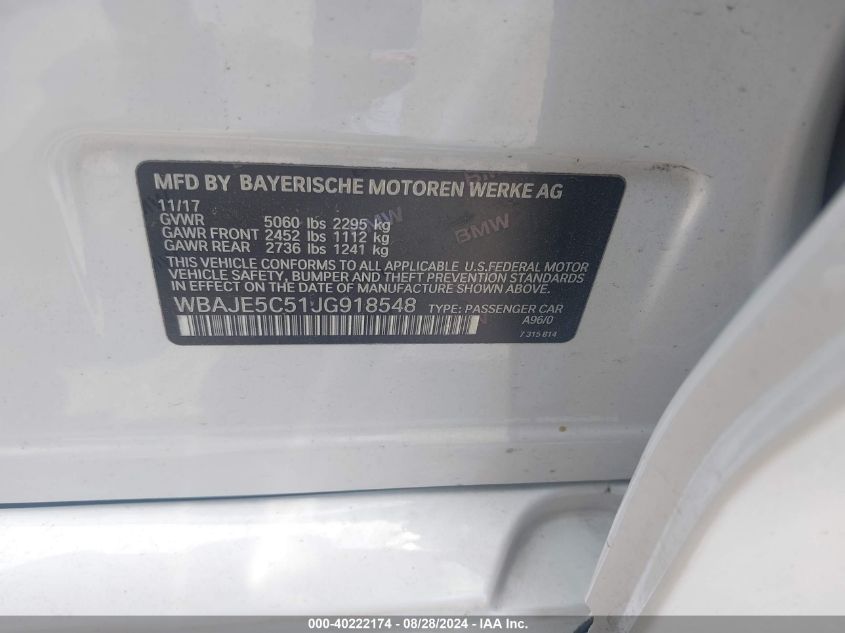 MFD BY BAYERISCHE MOTOREN WERKE AG
11/17
GVWR 5060 lbs 2295 kg
GAWR FRONT 2452 lbs 1112 kg
GAWR REAR 2736 lbs 1241 kg
THIS VEHICLE CONFORMS TO ALL APPLICABLE U.S.FEDERAL MOTOR
VEHICLE SAFETY, BUMPER AND THEFT PREVENTION STANDARDS
IN EFFECT ON THE DATE OF MANUFACTURE SHOWN ABOVE.
WBAJE5C51JG918548 TYPE: PASSENGER CAR
A96/0
7 315 614
BMW
000-40222174 | 08/28/2024 - IAA Inc.